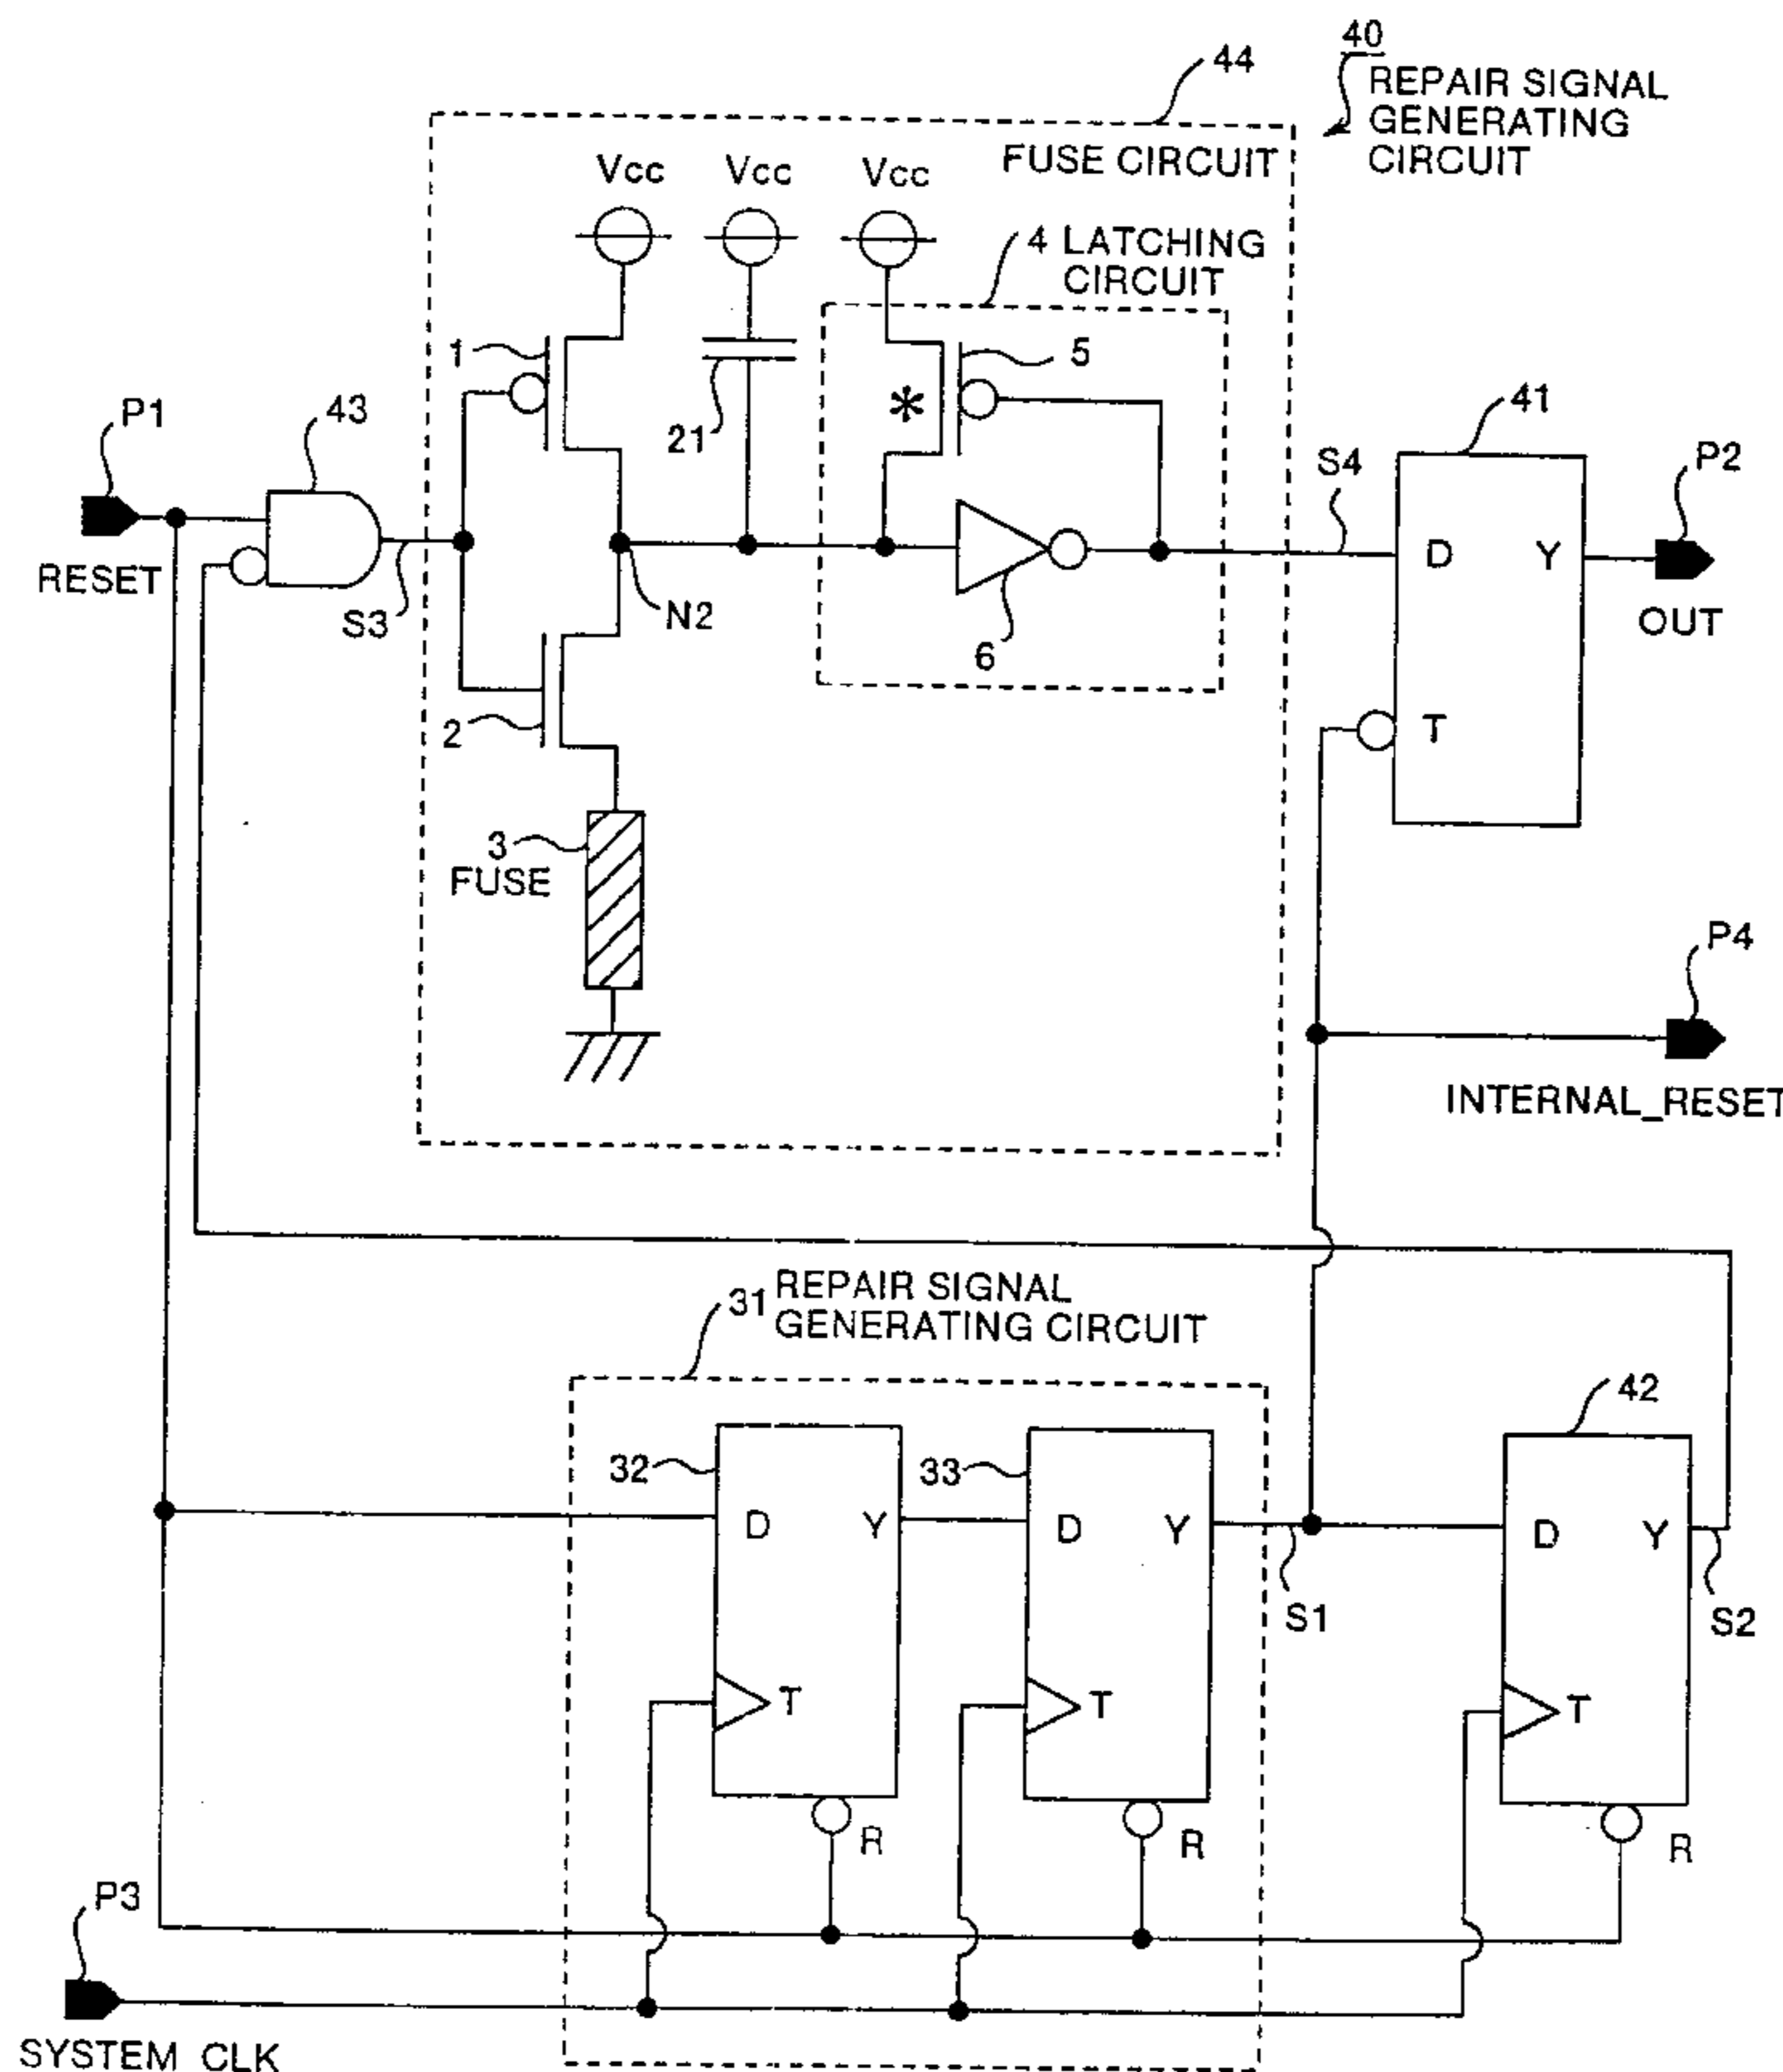 40
REPAIR SIGNAL
GENERATING
CIRCUIT
44
FUSE CIRCUIT
Vcc
Vcc
Vcc
4 LATCHING
CIRCUIT
1
5
*
21
P1
43
41
S4
P2
RESET
S3
N2
6
D
Y
OUT
2
T
3
FUSE
P4
INTERNAL_RESET
31 REPAIR SIGNAL
GENERATING CIRCUIT
42
32
33
D
Y
D
Y
D
Y
S1
S2
T
T
T
R
R
R
P3
SYSTEM_CLK